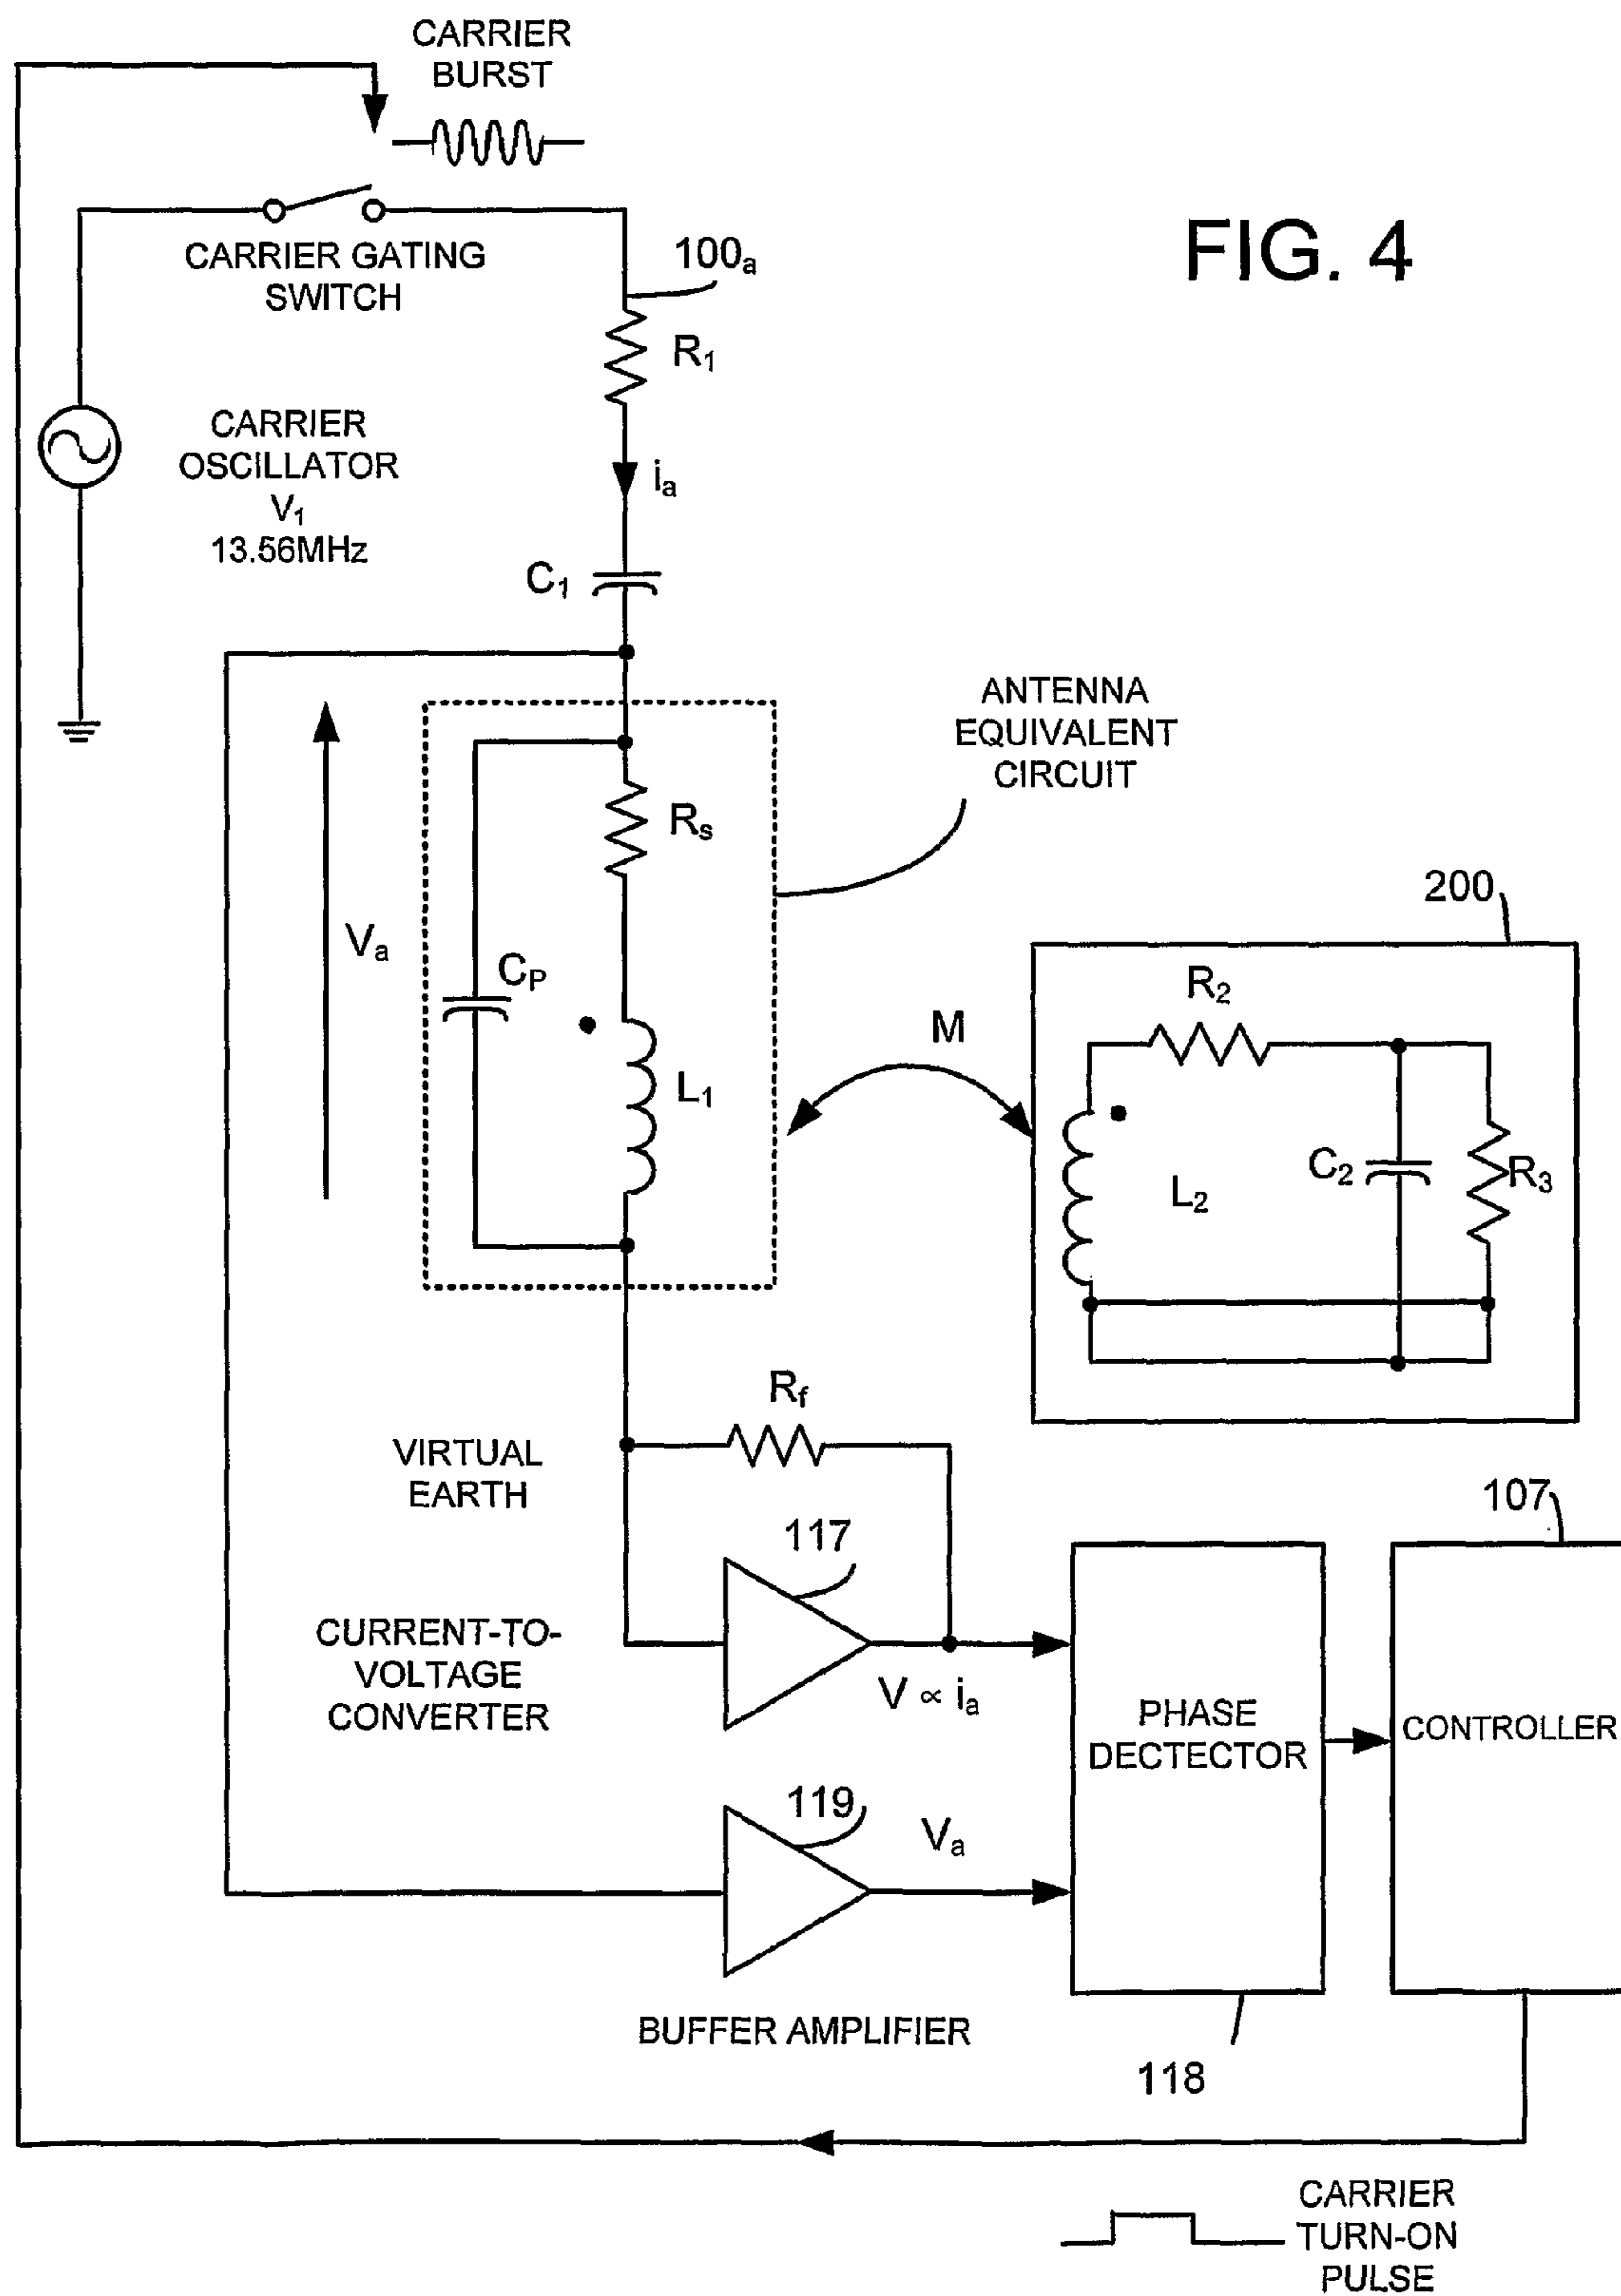 CARRIER
BURST
FIG. 4
CARRIER GATING
SWITCH
100a
R1
CARRIER
OSCILLATOR
V1
13.56MHz
ia
C1
ANTENNA
EQUIVALENT
CIRCUIT
Rs
200
Va
CP
R2
M
L1
C2
R3
L2
Rf
VIRTUAL
EARTH
107
117
CURRENT-TO-
VOLTAGE
CONVERTER
V ∝ ia
PHASE
DECTECTOR
CONTROLLER
119
Va
BUFFER AMPLIFIER
118
CARRIER
TURN-ON
PULSE